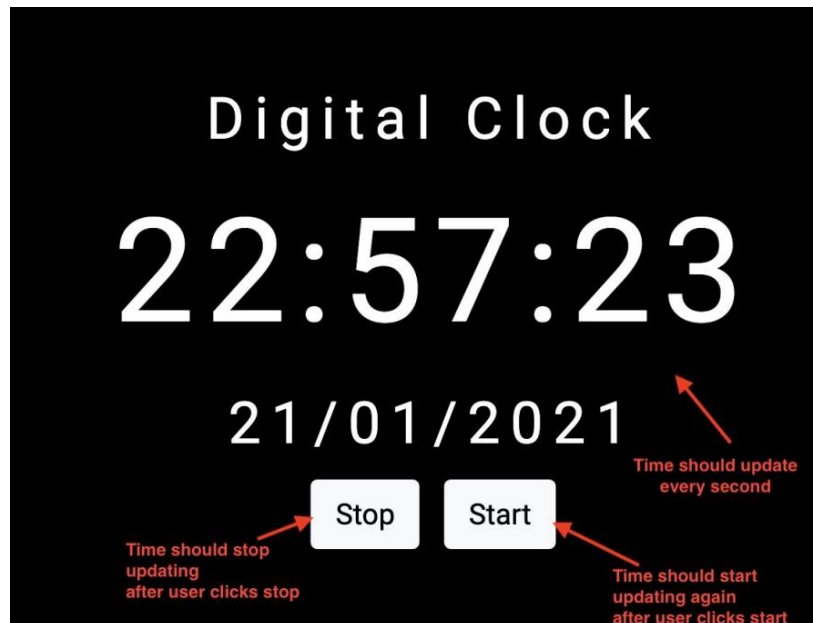 Digital Clock
22:57:23
21/01/2021
Time should update
every second
Stop
Start
Time should stop
updating
after user clicks stop
Time should start
updating again
after user clicks start